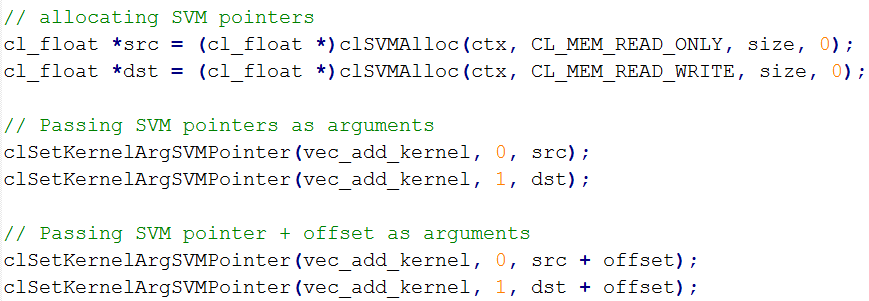 // allocating SVM pointers
cl_float *src = (cl_float *)clSVMAlloc(ctx, CL_MEM_READ_ONLY, size, 0);
cl_float *dst = (cl_float *)clSVMAlloc(ctx, CL_MEM_READ_WRITE, size, 0);
// Passing SVM pointers as arguments
clSetKernelArgSVMPointer(vec_add_kernel, 0, src);
clSetKernelArgSVMPointer(vec_add_kernel, 1, dst);
// Passing SVM pointer + offset as arguments
clSetKernelArgSVMPointer(vec_add_kernel, 0, src + offset);
clSetKernelArgSVMPointer(vec_add_kernel, 1, dst + offset);